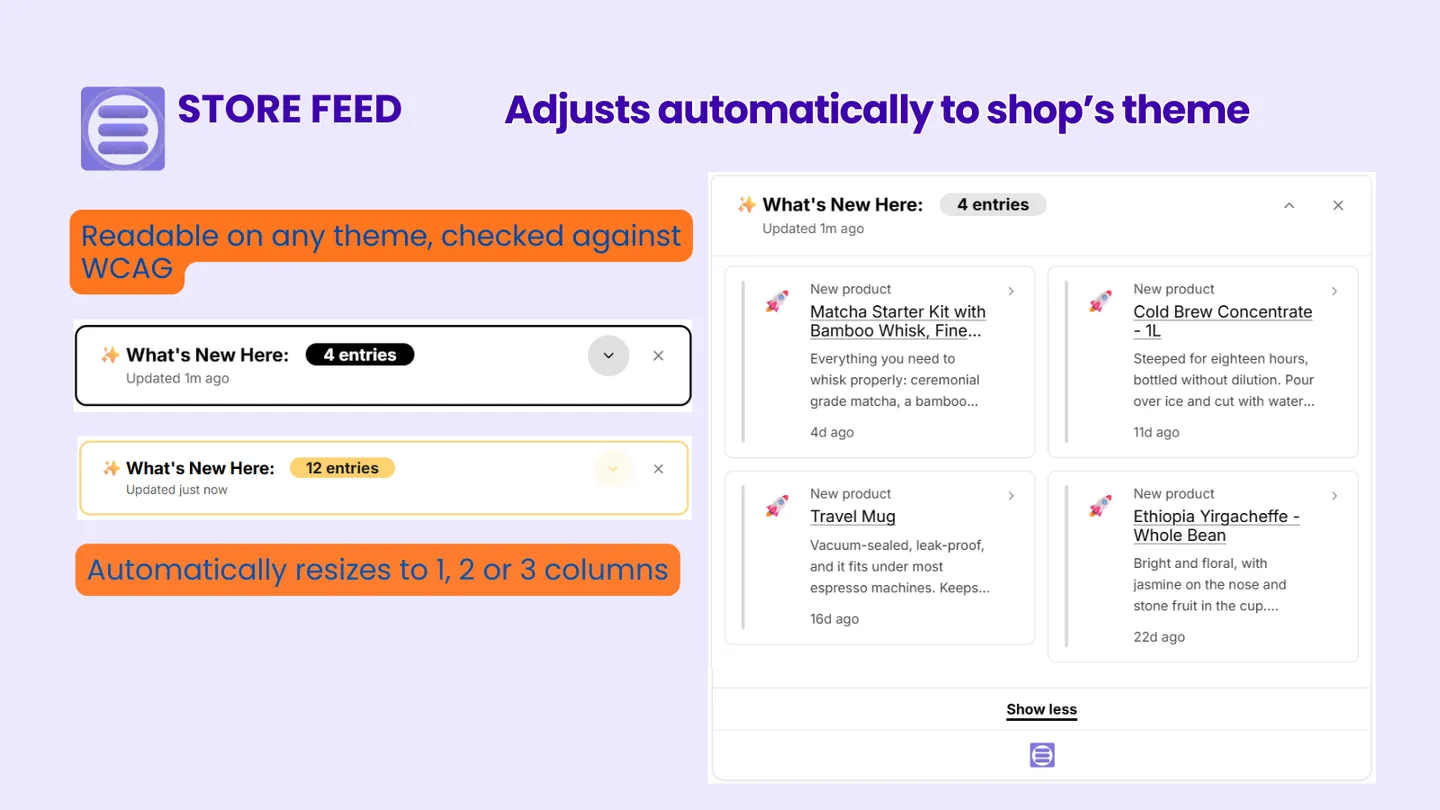 STORE FEED
Adjusts automatically to shop's theme
Readable on any theme, checked against
WCAG
✨ What's New Here: 4 entries
Updated 1m ago
✨ What's New Here: 12 entries
Updated just now
Automatically resizes to 1, 2 or 3 columns
✨ What's New Here: 4 entries
Updated 1m ago
New product
Matcha Starter Kit with
Bamboo Whisk, Fine...
Everything you need to
whisk properly: ceremonial
grade matcha, a bamboo...
4d ago
New product
Cold Brew Concentrate
- 1L
Steeped for eighteen hours,
bottled without dilution. Pour
over ice and cut with water...
11d ago
New product
Travel Mug
Vacuum-sealed, leak-proof,
and it fits under most
espresso machines. Keeps...
16d ago
New product
Ethiopia Yirgacheffe -
Whole Bean
Bright and floral, with
jasmine on the nose and
stone fruit in the cup....
22d ago
Show less